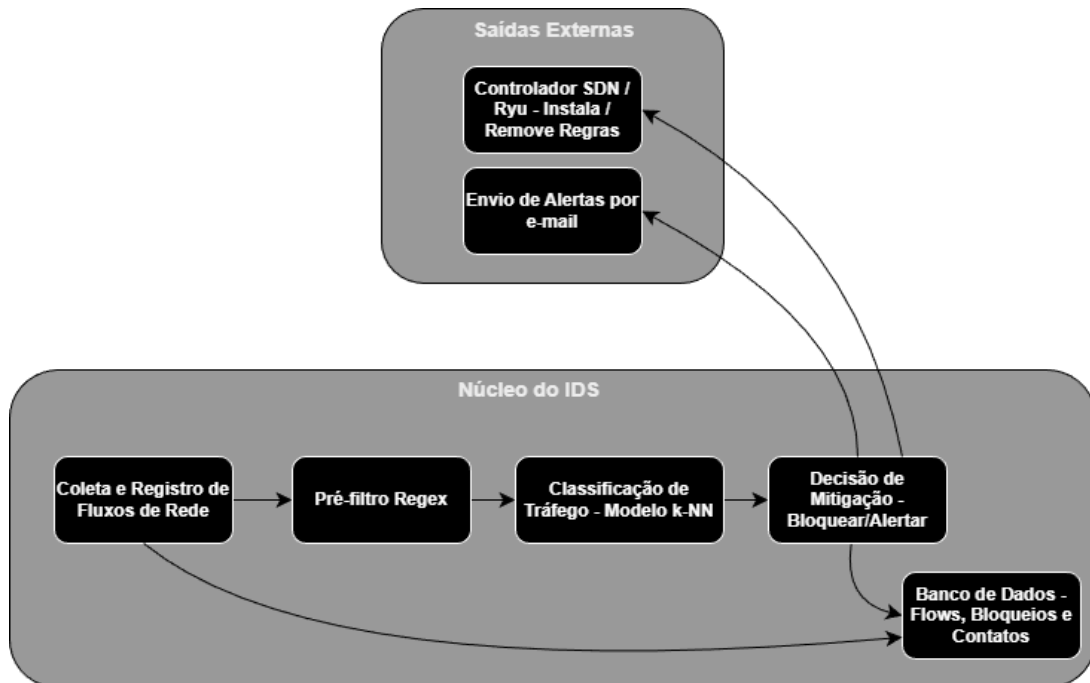 Saídas Externas
Controlador SDN /
Ryu - Instala /
Remove Regras
Envio de Alertas por
e-mail
Núcleo do IDS
Coleta e Registro de
Fluxos de Rede
Pré-filtro Regex
Classificação de
Tráfego - Modelo k-NN
Decisão de
Mitigação -
Bloquear/Alertar
Banco de Dados -
Flows, Bloqueios e
Contatos